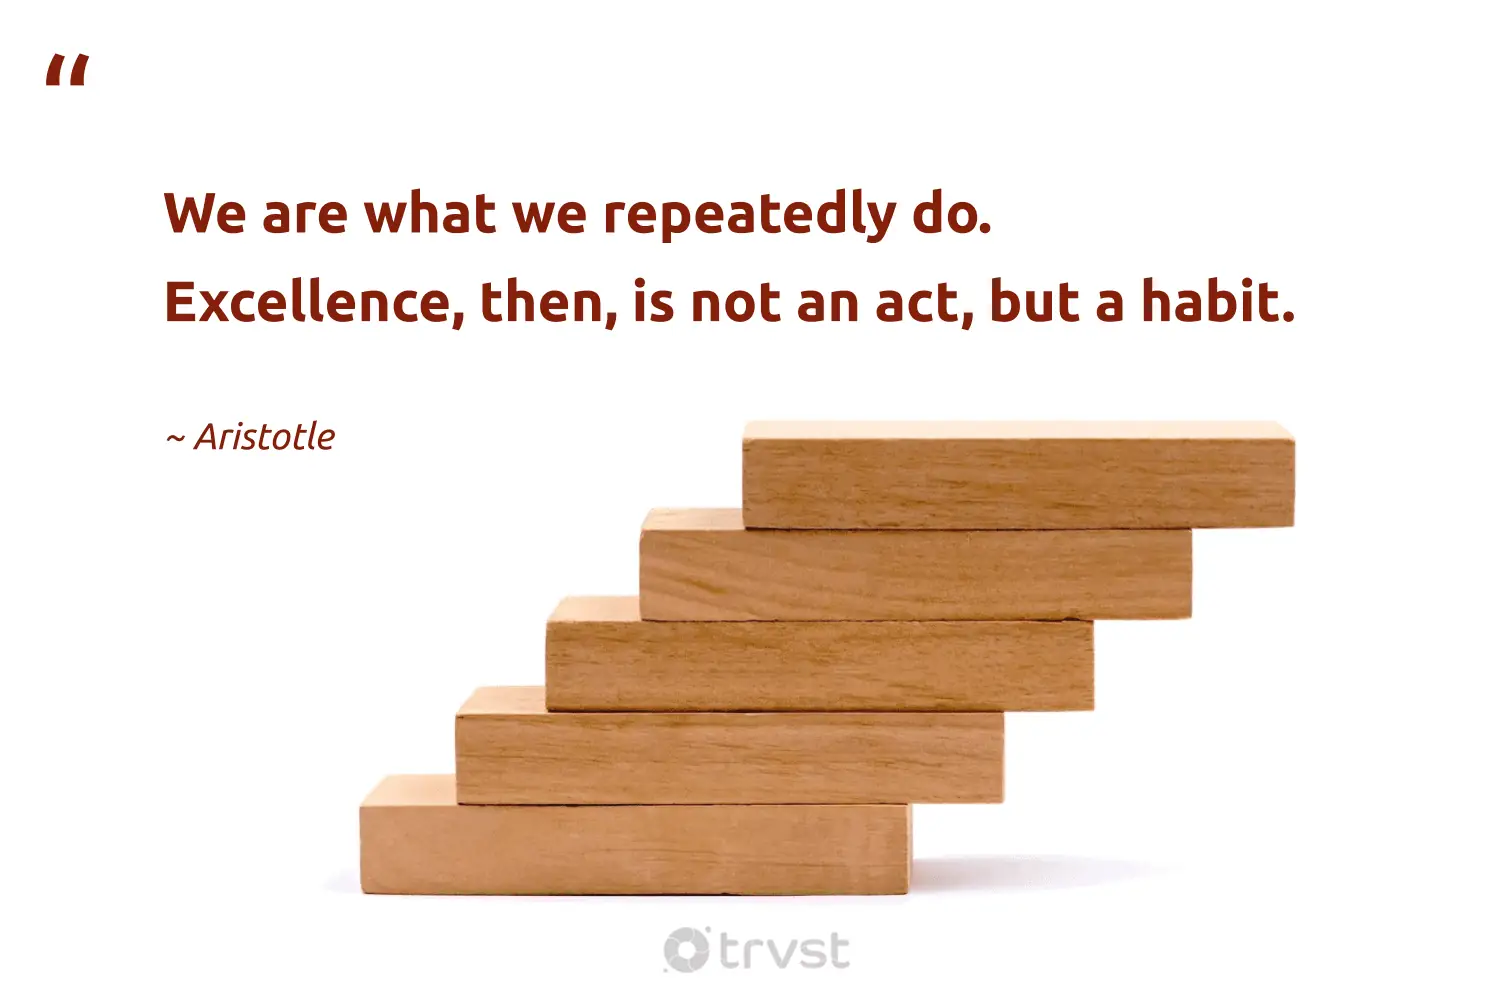 “
We are what we repeatedly do.
Excellence, then, is not an act, but a habit.
~ Aristotle
trvst